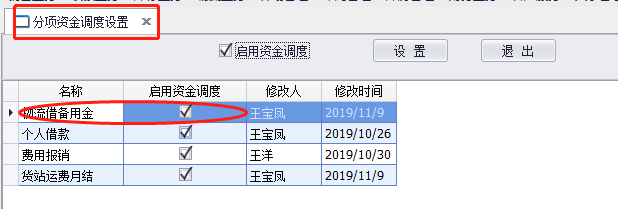 分项资金调度设置
启用资金调度 设 置 退 出
名称 启用资金调度 修改人 修改时间
物流借备用金 王宝凤 2019/11/9
个人借款 王宝凤 2019/10/26
费用报销 王洋 2019/10/30
货站运费月结 王宝凤 2019/11/9